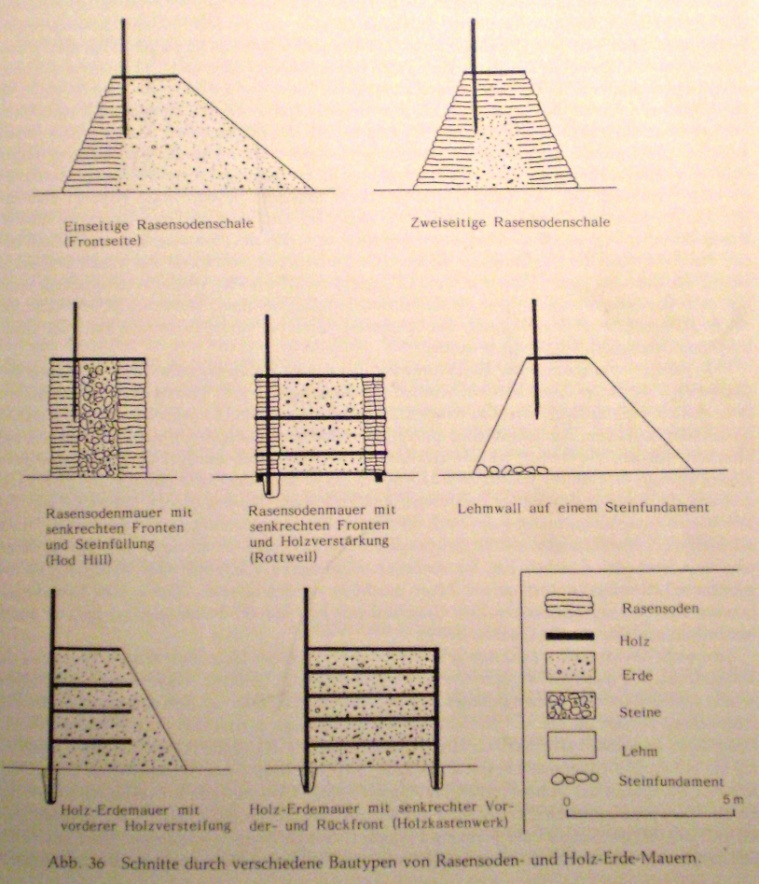 Einseitige Rasensodenschale
(Frontseite)
Zweiseitige Rasensodenschale
Rasensodenmauer mit
senkrechten Fronten
und Steinfüllung
(Hod Hill)
Rasensodenmauer mit
senkrechten Fronten
und Holzverstärkung
(Rottweil)
Lehmwall auf einem Steinfundament
Holz-Erdemauer mit
vorderer Holzversteifung
Holz-Erdemauer mit senkrechter Vor-
der- und Rückfront (Holzkastenwerk)
Rasensoden
Holz
Erde
Steine
Lehm
Steinfundament
0 5 m
Abb. 36 Schnitte durch verschiedene Bautypen von Rasensoden- und Holz-Erde-Mauern.